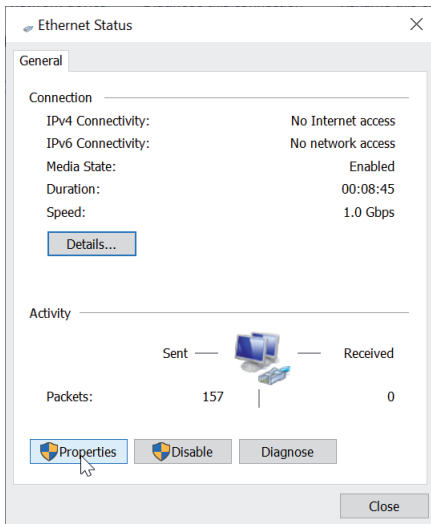 Ethernet Status
General
Connection
IPv4 Connectivity: No Internet access
IPv6 Connectivity: No network access
Media State: Enabled
Duration: 00:08:45
Speed: 1.0 Gbps
Details...
Activity
Sent Received
Packets: 157 0
Properties Disable Diagnose
Close